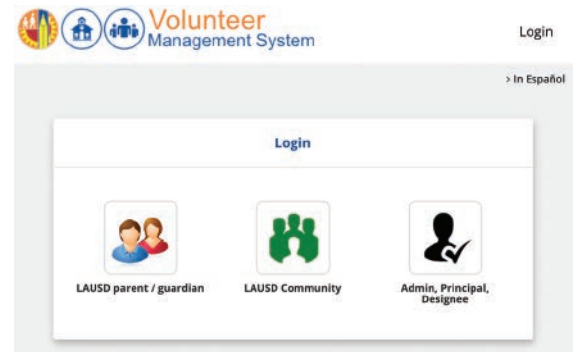 Volunteer
Management System
Login
> In Español
Login
LAUSD parent / guardian
LAUSD Community
Admin, Principal,
Designee